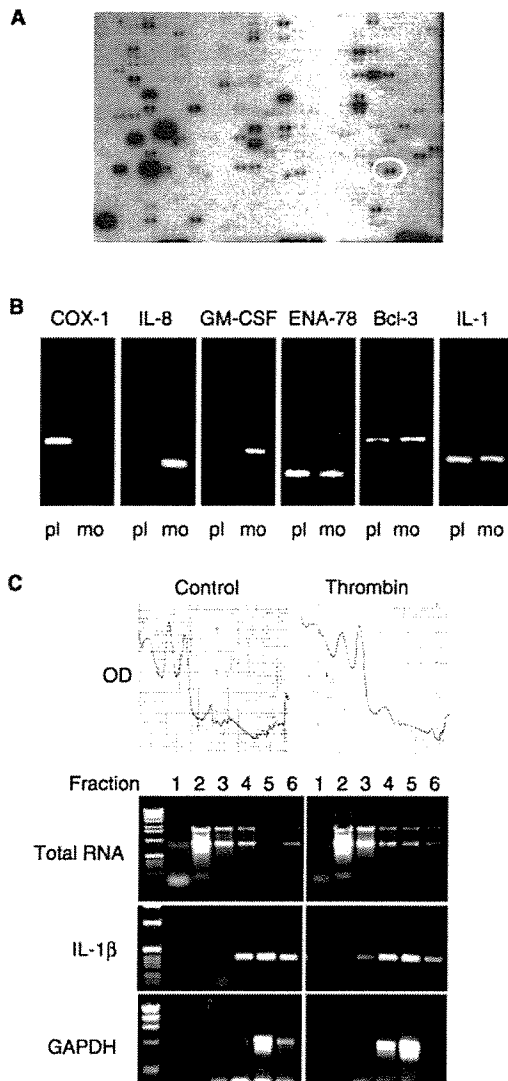 A
B
COX-1 IL-8 GM-CSF ENA-78 Bcl-3 IL-1
pl mo pl mo pl mo pl mo pl mo pl mo
C
Control Thrombin
OD
Fraction 1 2 3 4 5 6 1 2 3 4 5 6
Total RNA
IL-1β
GAPDH